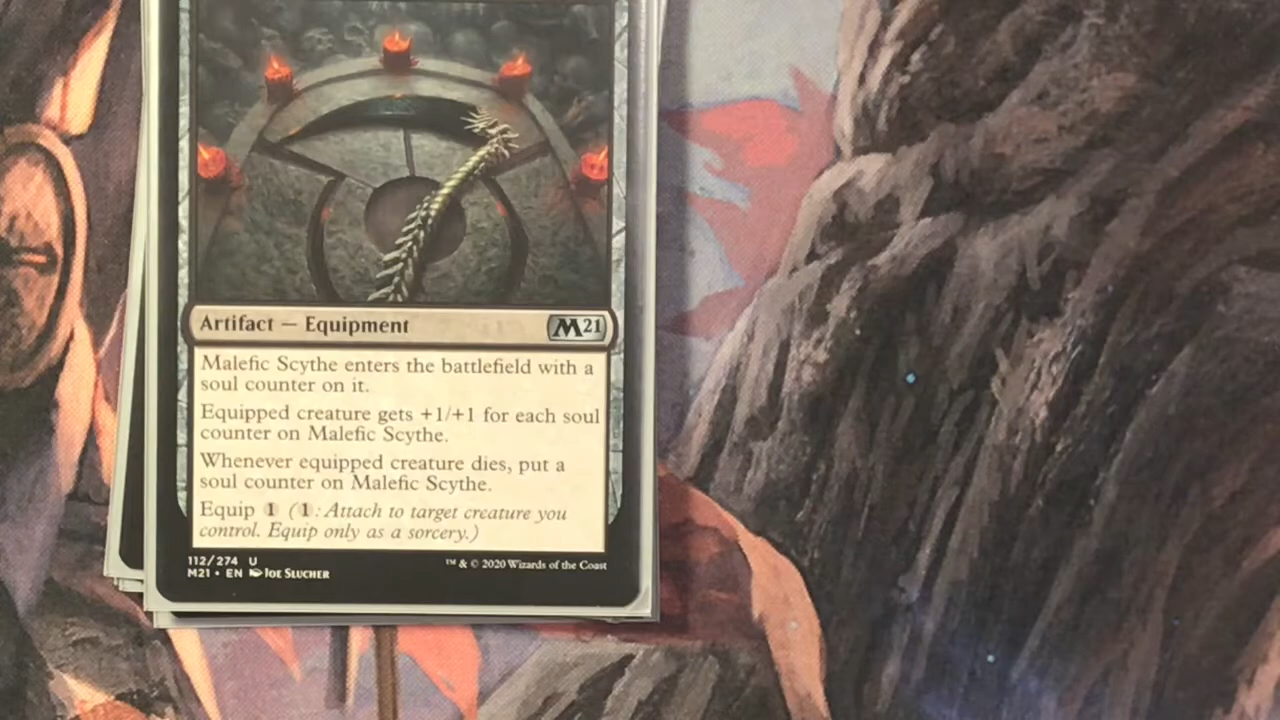 Artifact — Equipment
M21
Malefic Scythe enters the battlefield with a
soul counter on it.
Equipped creature gets +1/+1 for each soul
counter on Malefic Scythe.
Whenever equipped creature dies, put a
soul counter on Malefic Scythe.
Equip 1 (1: Attach to target creature you
control. Equip only as a sorcery.)
112/274 U
M21 • EN Joe Slucher
™ & © 2020 Wizards of the Coast